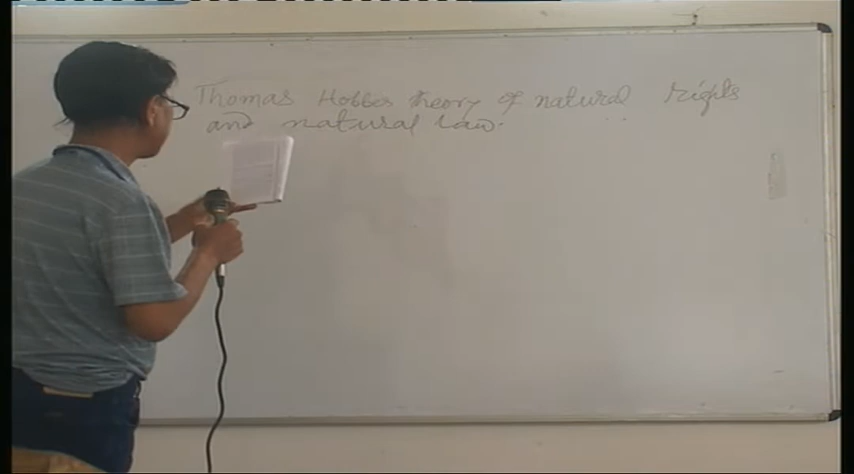 Thomas Hobbes theory of natural rights
and natural law.